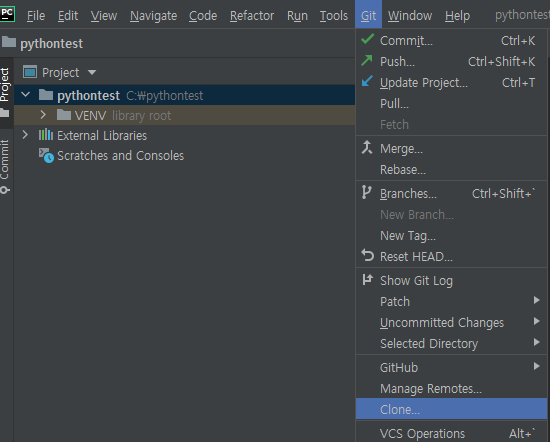 PC File Edit View Navigate Code Refactor Run Tools Git Window Help pythontest
pythontest
Project
Project
pythontest C:₩pythontest
VENV library root
External Libraries
Scratches and Consoles
Commit
Commit... Ctrl+K
Push... Ctrl+Shift+K
Update Project... Ctrl+T
Pull...
Fetch
Merge...
Rebase...
Branches... Ctrl+Shift+`
New Branch...
New Tag...
Reset HEAD...
Show Git Log
Patch
Uncommitted Changes
Selected Directory
GitHub
Manage Remotes...
Clone...
VCS Operations Alt+`